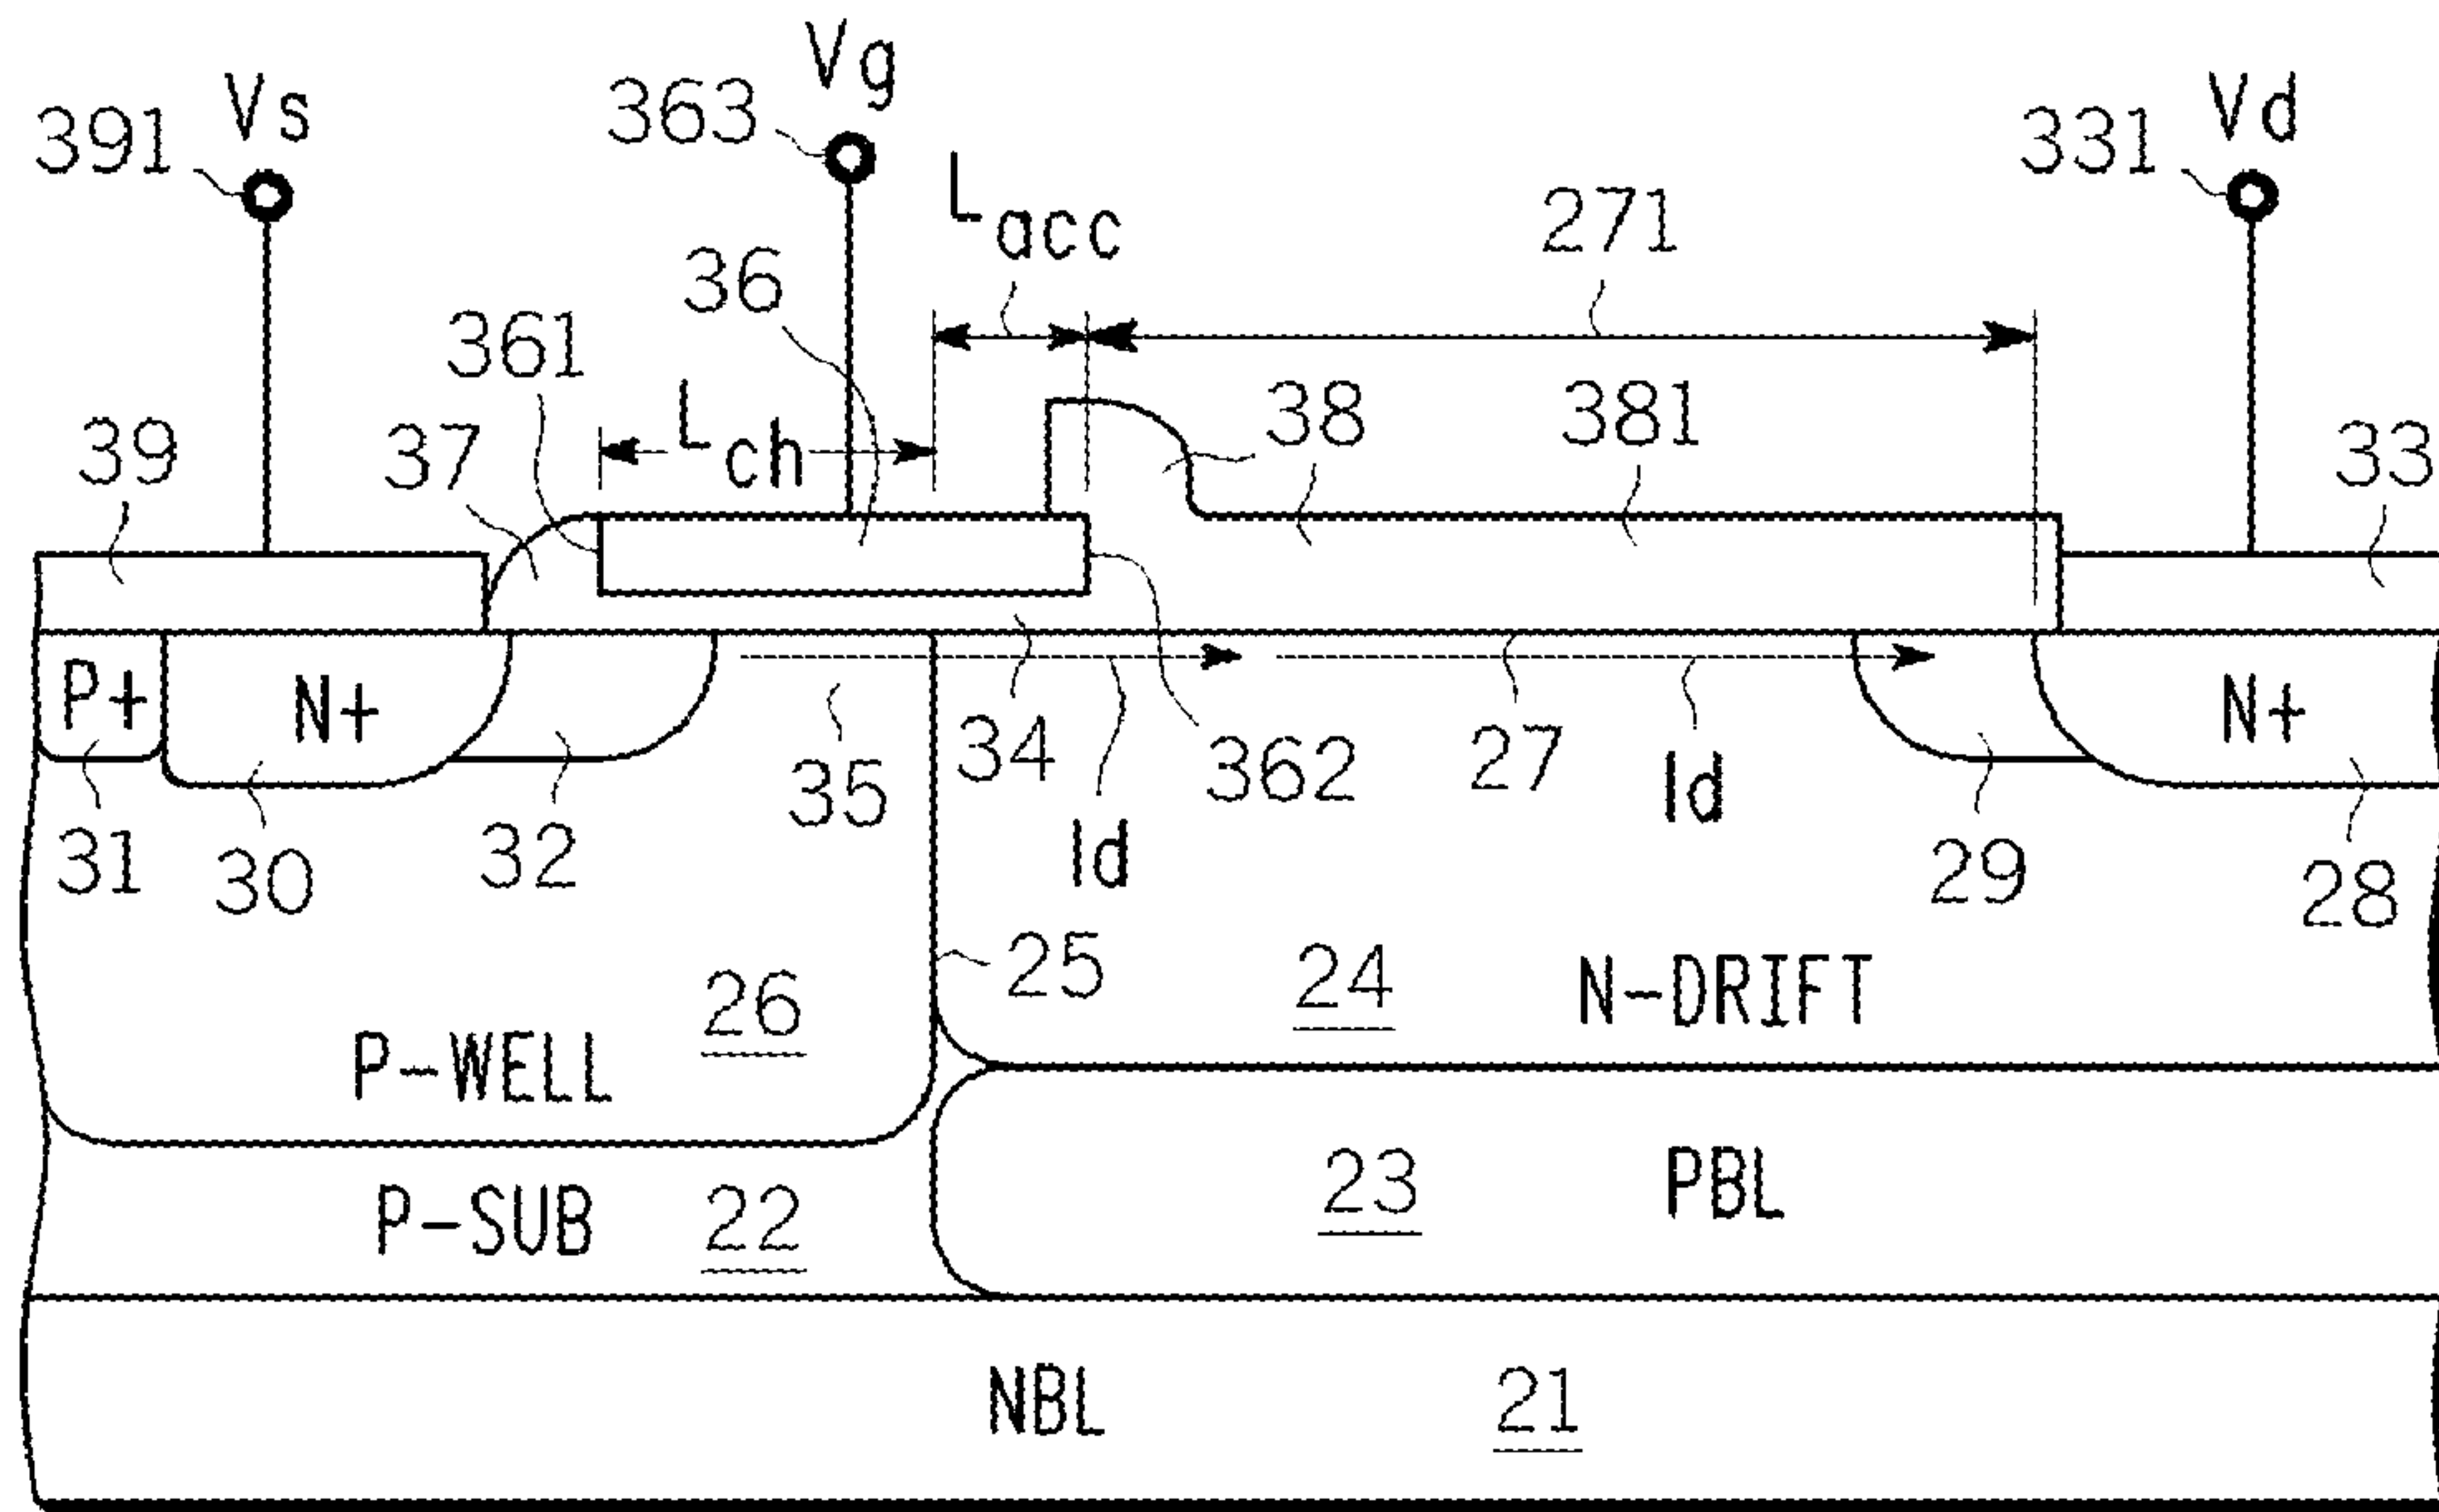 Vg
Vs
363
Vd
391
331
Lacc
271
36
361
Lch
38
381
39
37
33
P+
N+
N+
35
34
362
27
Id
31
30
32
Id
29
28
25
24
N-DRIFT
26
P-WELL
23
PBL
P-SUB
22
NBL
21